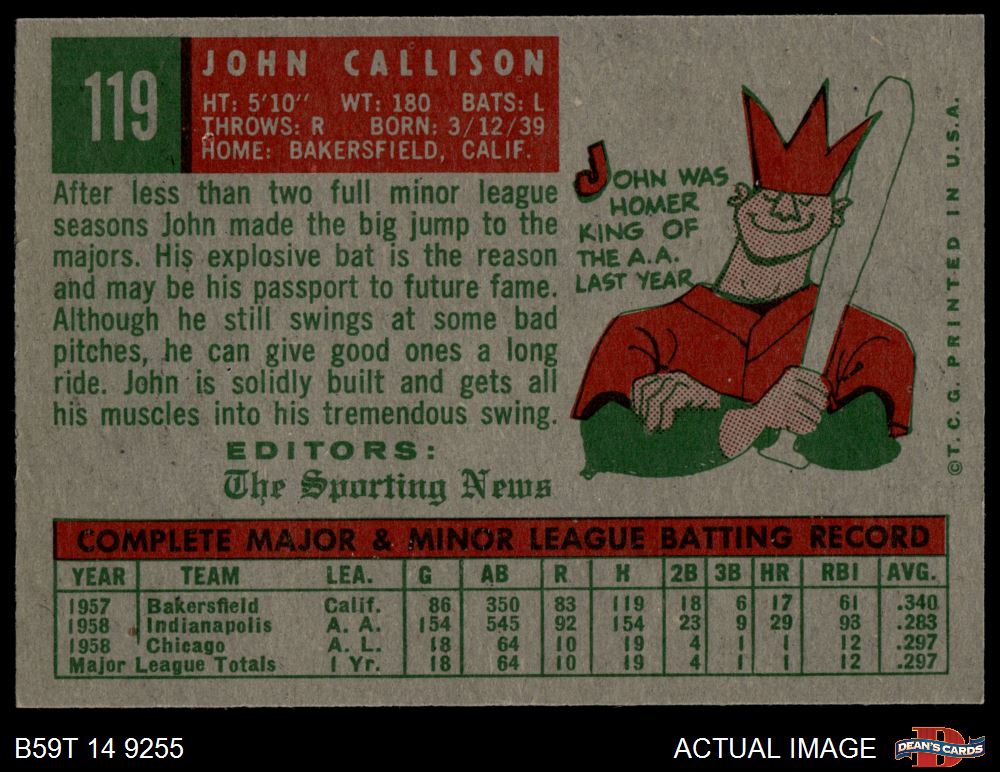 119
JOHN CALLISON
HT: 5'10" WT: 180 BATS: L
THROWS: R BORN: 3/12/39
HOME: BAKERSFIELD, CALIF.
After less than two full minor league
seasons John made the big jump to the
majors. His explosive bat is the reason
and may be his passport to future fame.
Although he still swings at some bad
pitches, he can give good ones a long
ride. John is solidly built and gets all
his muscles into his tremendous swing.
EDITORS:
The Sporting News
JOHN WAS
HOMER
KING OF
THE A.A.
LAST YEAR
©T.C.G. PRINTED IN U.S.A.
COMPLETE MAJOR & MINOR LEAGUE BATTING RECORD
YEAR TEAM LEA. G AB R H 2B 3B HR RBI AVG.
1957 Bakersfield Calif. 86 350 83 119 18 6 17 61 .340
1958 Indianapolis A. A. 154 545 92 154 23 9 29 93 .283
1958 Chicago A. L. 18 64 10 19 4 1 1 12 .297
Major League Totals 1 Yr. 18 64 10 19 4 1 1 12 .297
B59T 14 9255
ACTUAL IMAGE
DEAN'S CARDS